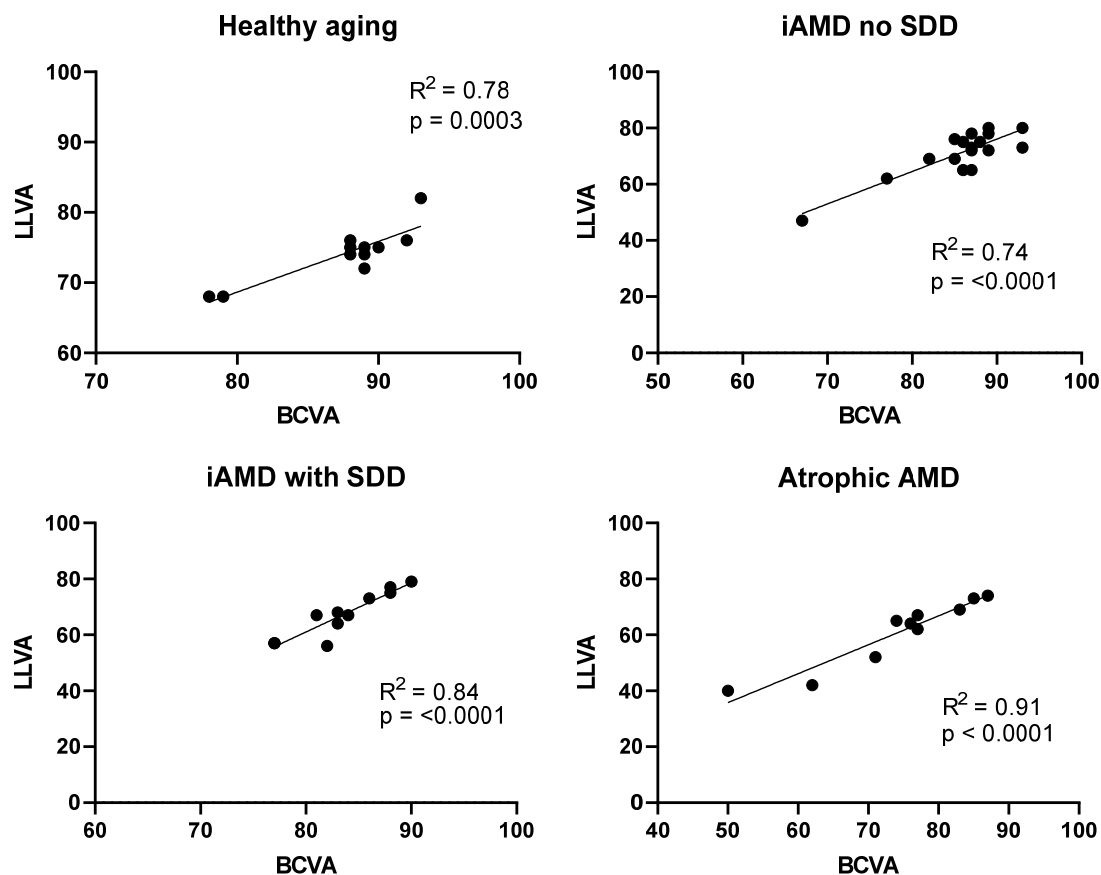 Healthy aging
100
90
80
70
60
LLVA
R² = 0.78
p = 0.0003
70 80 90 100
BCVA
iAMD no SDD
100
80
60
40
20
0
LLVA
R² = 0.74
p = <0.0001
50 60 70 80 90 100
BCVA
iAMD with SDD
100
80
60
40
20
0
LLVA
R² = 0.84
p = <0.0001
60 70 80 90 100
BCVA
Atrophic AMD
100
80
60
40
20
0
LLVA
R² = 0.91
p < 0.0001
40 50 60 70 80 90 100
BCVA